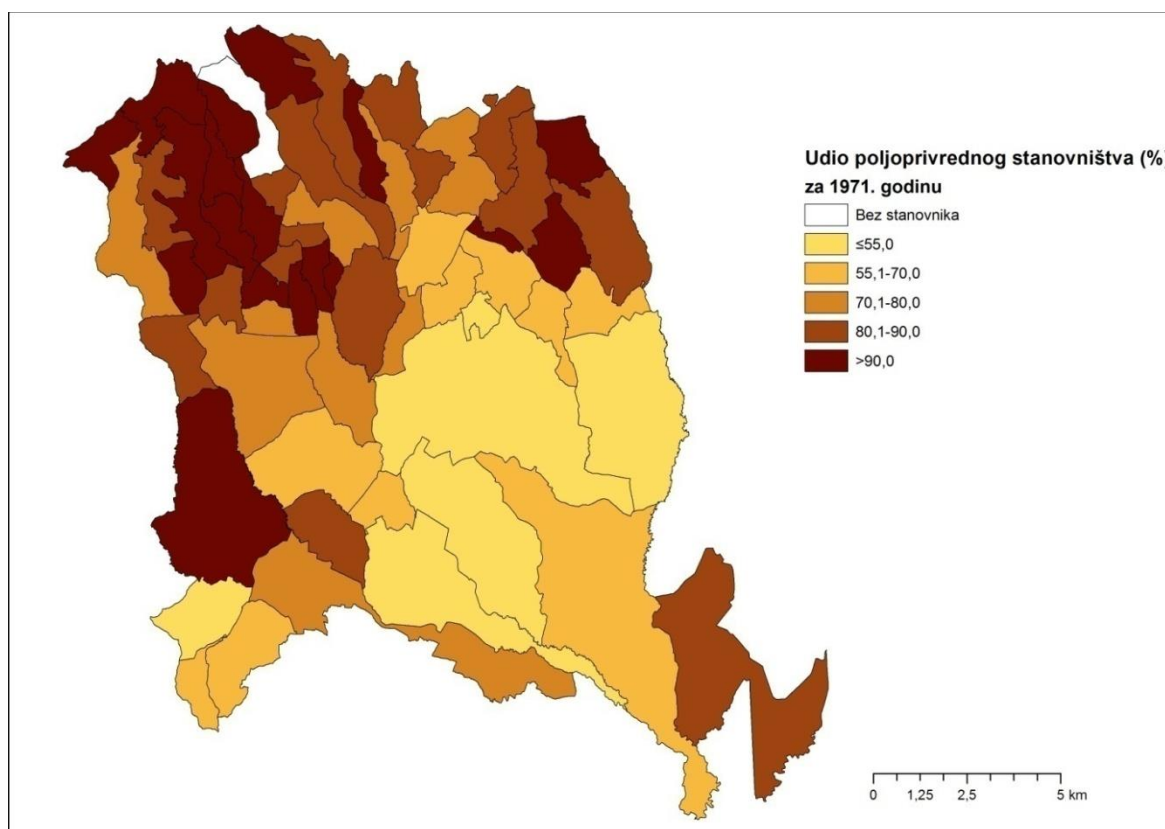 Udio poljoprivrednog stanovništva (%)
za 1971. godinu
Bez stanovnika
≤55,0
55,1-70,0
70,1-80,0
80,1-90,0
>90,0
0 1,25 2,5 5 km